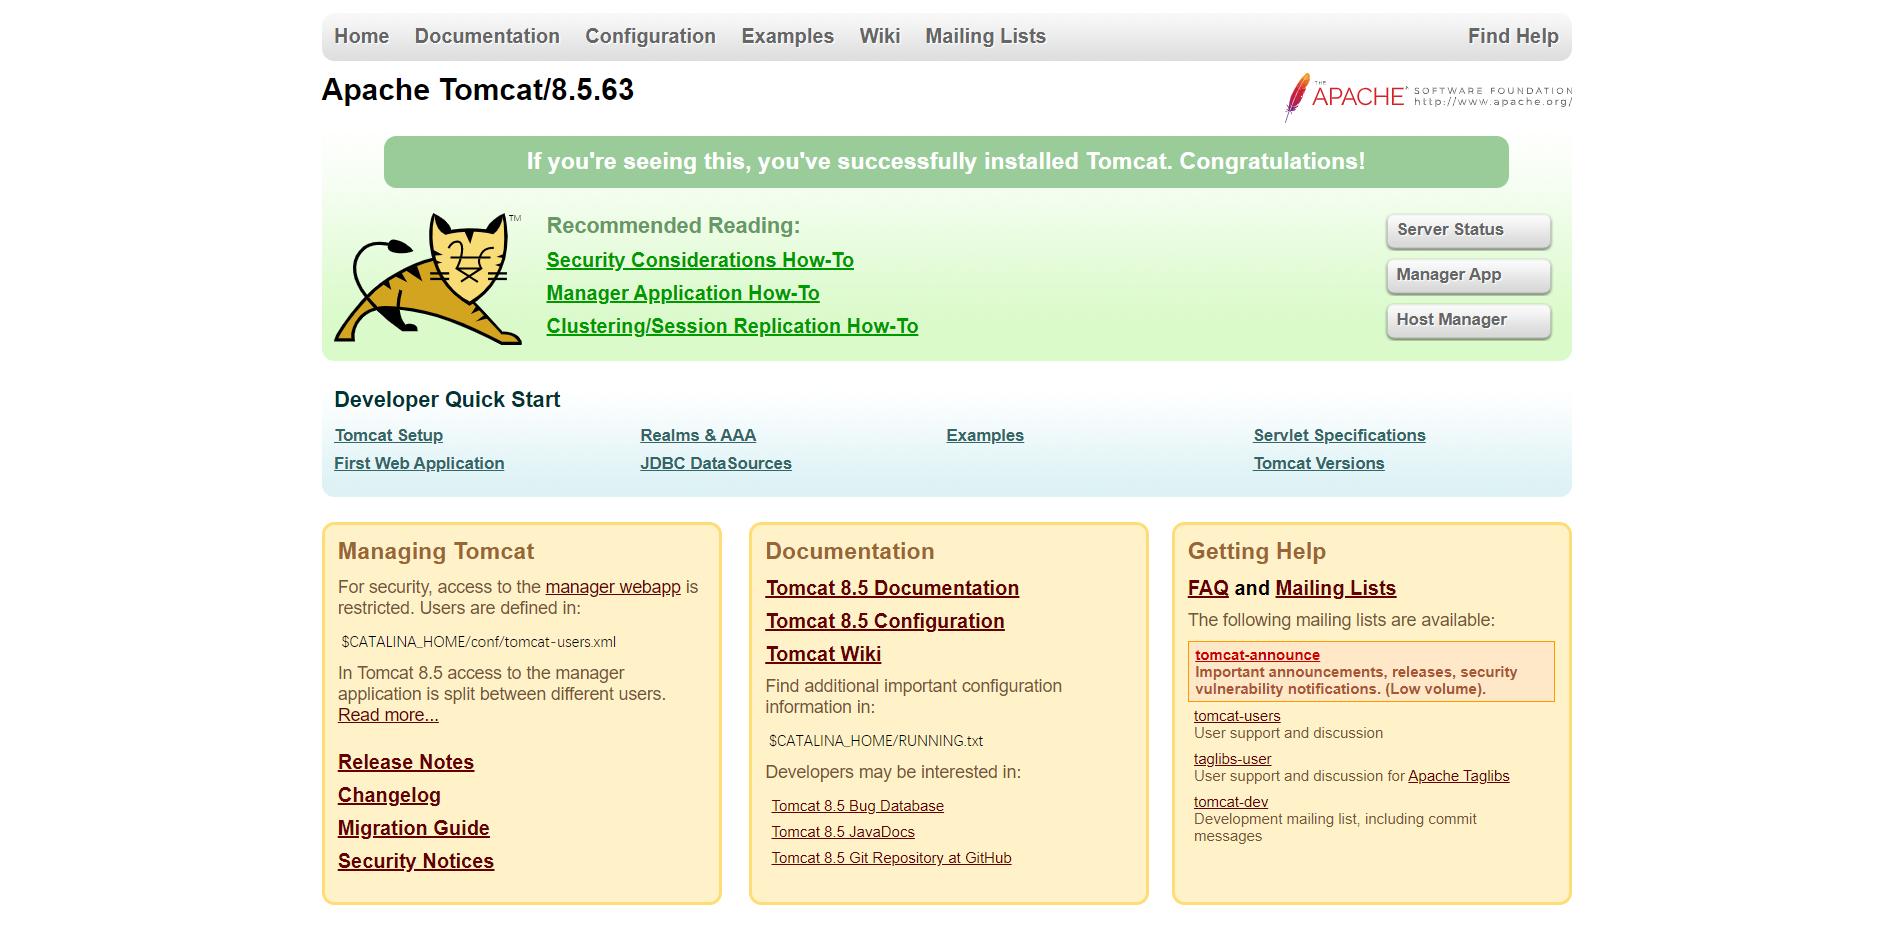 Home Documentation Configuration Examples Wiki Mailing Lists Find Help
Apache Tomcat/8.5.63
THE APACHE SOFTWARE FOUNDATION
http://www.apache.org/
If you're seeing this, you've successfully installed Tomcat. Congratulations!
TM
Recommended Reading:
Security Considerations How-To
Manager Application How-To
Clustering/Session Replication How-To
Server Status
Manager App
Host Manager
Developer Quick Start
Tomcat Setup
First Web Application
Realms & AAA
JDBC DataSources
Examples
Servlet Specifications
Tomcat Versions
Managing Tomcat
For security, access to the manager webapp is
restricted. Users are defined in:
$CATALINA_HOME/conf/tomcat-users.xml
In Tomcat 8.5 access to the manager
application is split between different users.
Read more...
Release Notes
Changelog
Migration Guide
Security Notices
Documentation
Tomcat 8.5 Documentation
Tomcat 8.5 Configuration
Tomcat Wiki
Find additional important configuration
information in:
$CATALINA_HOME/RUNNING.txt
Developers may be interested in:
Tomcat 8.5 Bug Database
Tomcat 8.5 JavaDocs
Tomcat 8.5 Git Repository at GitHub
Getting Help
FAQ and Mailing Lists
The following mailing lists are available:
tomcat-announce
Important announcements, releases, security
vulnerability notifications. (Low volume).
tomcat-users
User support and discussion
taglibs-user
User support and discussion for Apache Taglibs
tomcat-dev
Development mailing list, including commit
messages